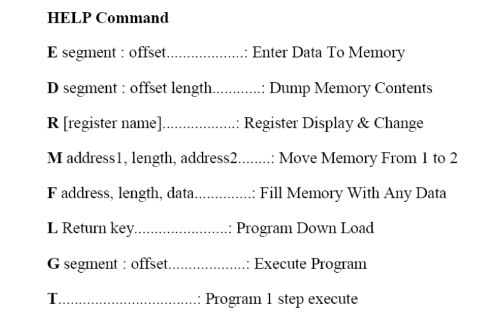 HELP Command
E segment : offset...................: Enter Data To Memory
D segment : offset length............: Dump Memory Contents
R [register name]..................: Register Display & Change
M address1, length, address2........: Move Memory From 1 to 2
F address, length, data..............: Fill Memory With Any Data
L Return key.......................: Program Down Load
G segment : offset...................: Execute Program
T..................................: Program 1 step execute